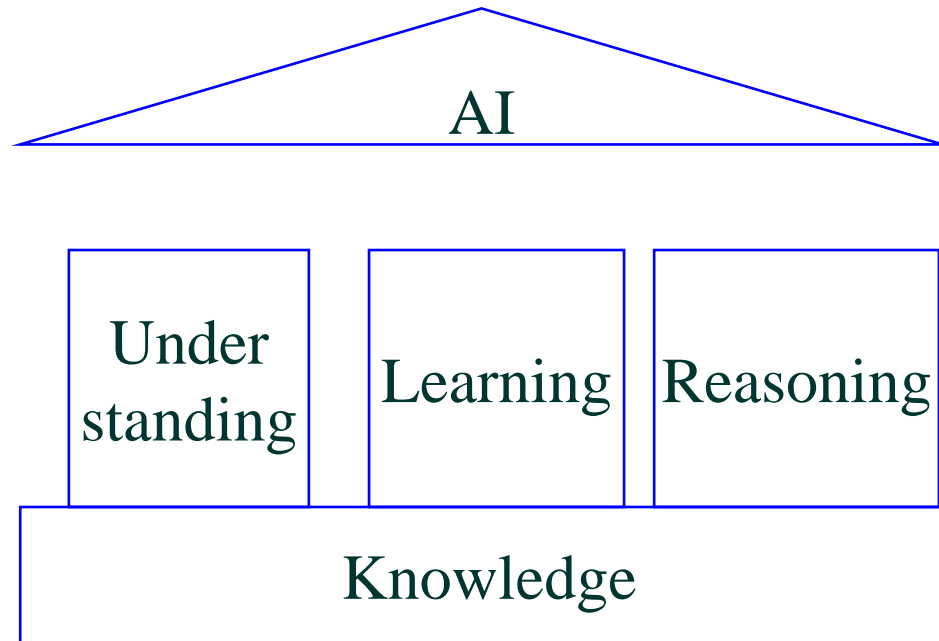 AI
Under
standing
Learning
Reasoning
Knowledge